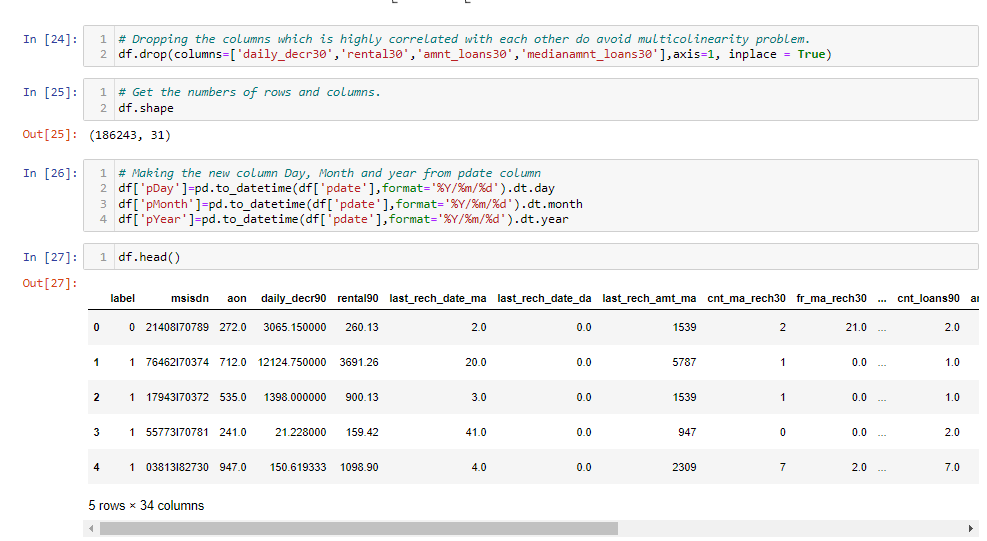 In [24]:
1 # Dropping the columns which is highly correlated with each other do avoid multicolinearity problem.
2 df.drop(columns=['daily_decr30','rental30','amnt_loans30','medianamnt_loans30'],axis=1, inplace = True)
In [25]:
1 # Get the numbers of rows and columns.
2 df.shape
Out[25]: (186243, 31)
In [26]:
1 # Making the new column Day, Month and year from pdate column
2 df['pDay']=pd.to_datetime(df['pdate'],format='%Y/%m/%d').dt.day
3 df['pMonth']=pd.to_datetime(df['pdate'],format='%Y/%m/%d').dt.month
4 df['pYear']=pd.to_datetime(df['pdate'],format='%Y/%m/%d').dt.year
In [27]:
1 df.head()
Out[27]:
label msisdn aon daily_decr90 rental90 last_rech_date_ma last_rech_date_da last_rech_amt_ma cnt_ma_rech30 fr_ma_rech30 ... cnt_loans90
0 0 21408I70789 272.0 3065.150000 260.13 2.0 0.0 1539 2 21.0 ... 2.0
1 1 76462I70374 712.0 12124.750000 3691.26 20.0 0.0 5787 1 0.0 ... 1.0
2 1 17943I70372 535.0 1398.000000 900.13 3.0 0.0 1539 1 0.0 ... 1.0
3 1 55773I70781 241.0 21.228000 159.42 41.0 0.0 947 0 0.0 ... 2.0
4 1 03813I82730 947.0 150.619333 1098.90 4.0 0.0 2309 7 2.0 ... 7.0
5 rows × 34 columns